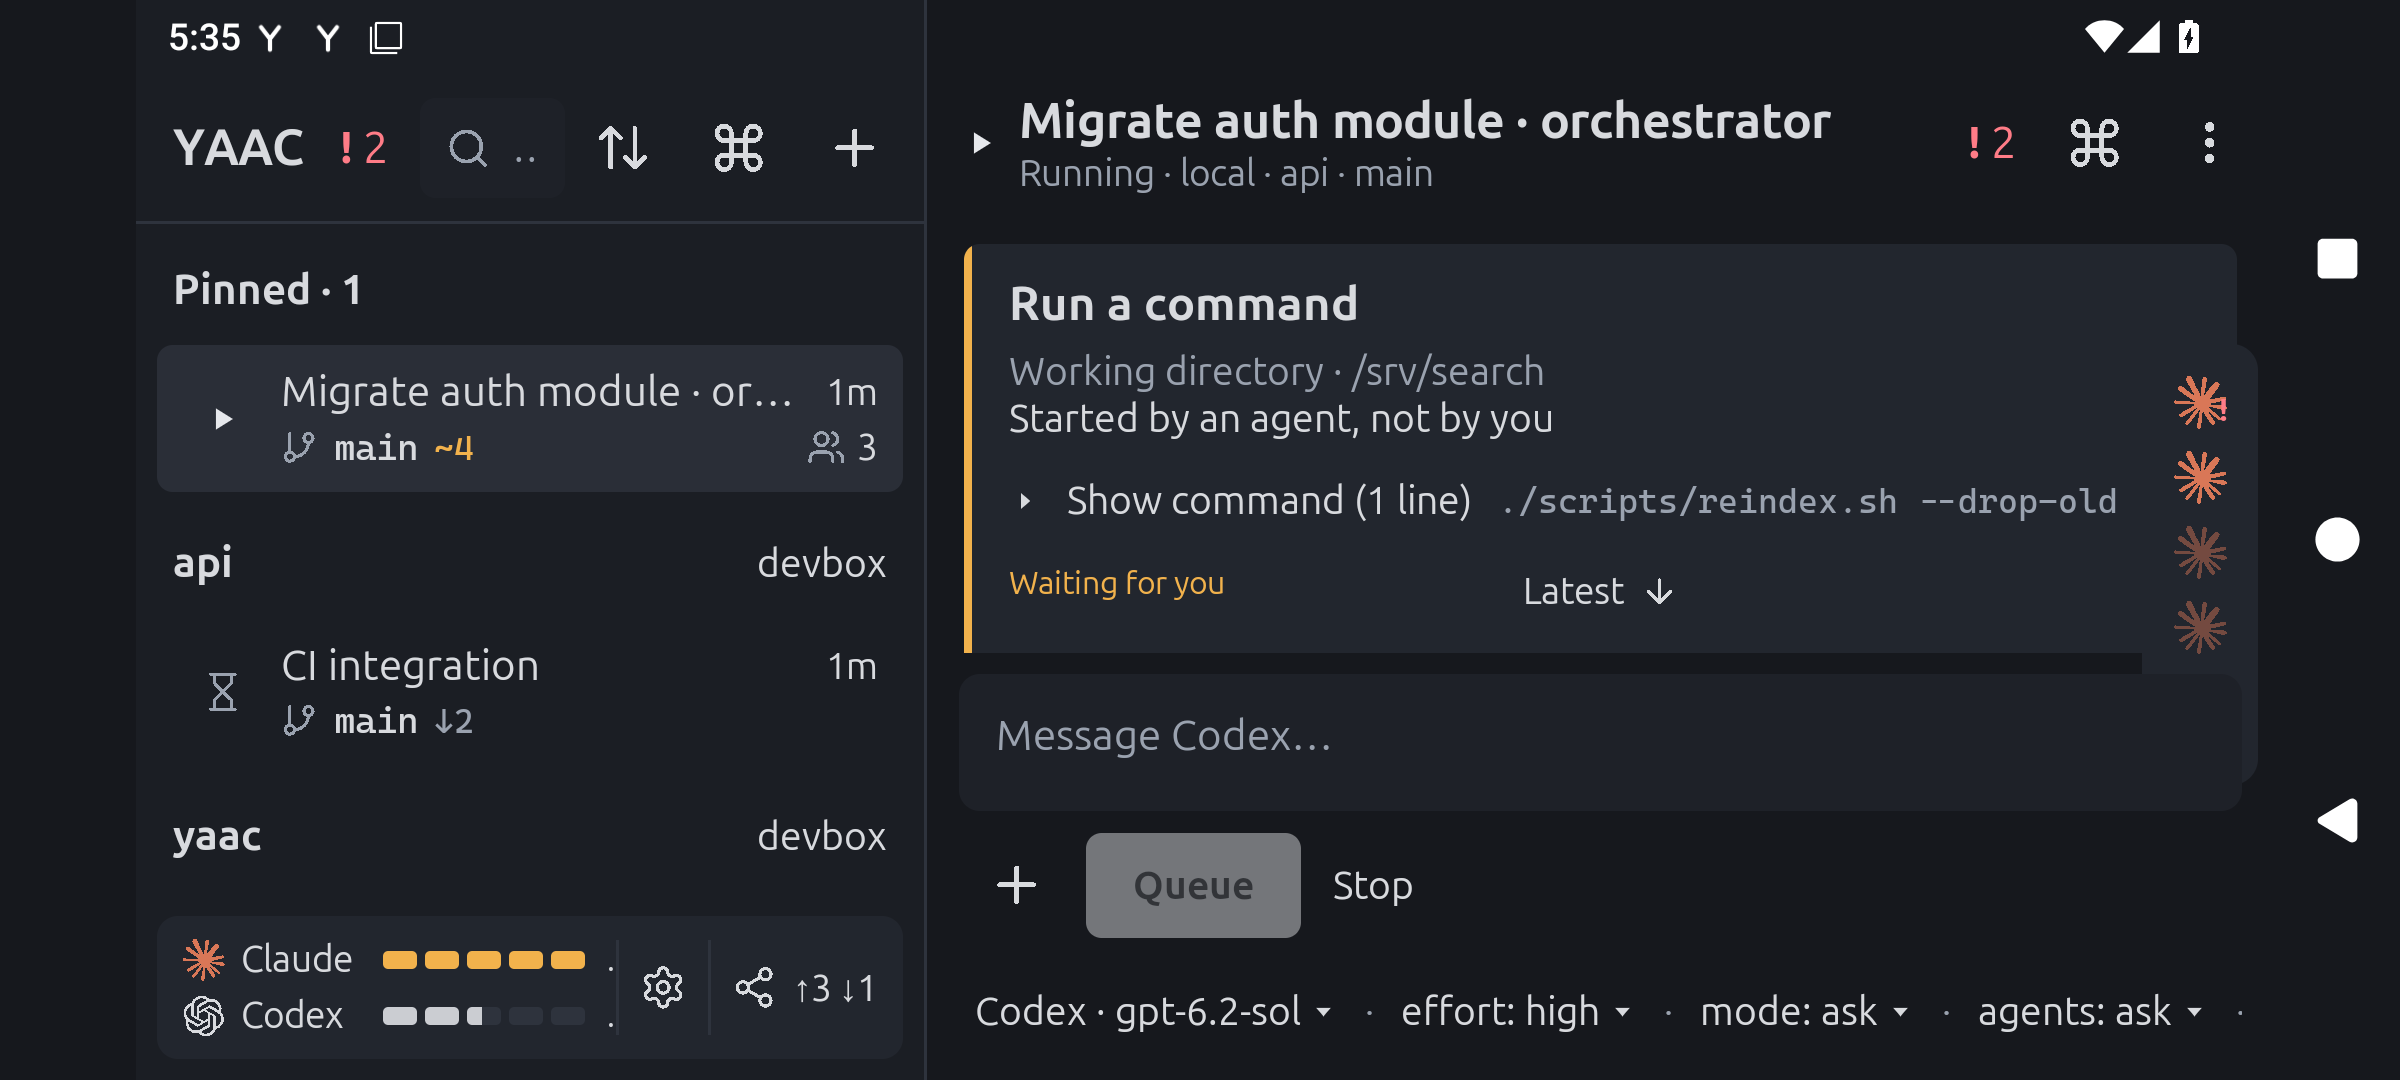 5:35
YAAC ! 2 ..
Pinned · 1
Migrate auth module · or… 1m
main ~4 3
api devbox
CI integration 1m
main ↓2
yaac devbox
Claude .
Codex .
↑3 ↓1
Migrate auth module · orchestrator
Running · local · api · main
! 2
Run a command
Working directory · /srv/search
Started by an agent, not by you
Show command (1 line) ./scripts/reindex.sh --drop-old
Waiting for you
Latest ↓
Message Codex…
+ Queue Stop
Codex · gpt-6.2-sol · effort: high · mode: ask · agents: ask ·